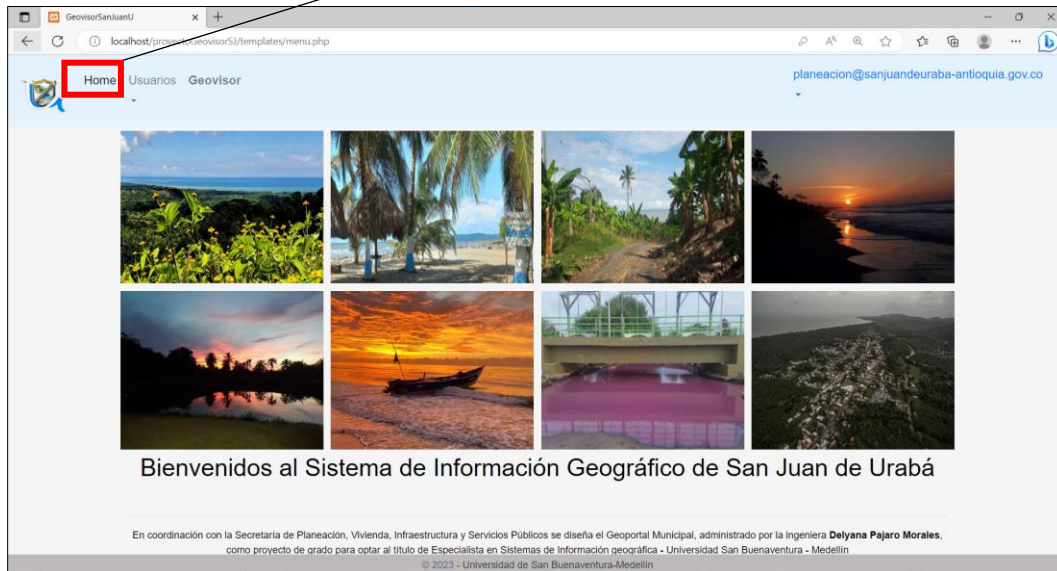 GeovisorSanJuanU
localhost/proyectoGeovisorSJ/templates/menu.php
Home Usuarios Geovisor
planeacion@sanjuandeuraba-antioquia.gov.co
Bienvenidos al Sistema de Información Geográfico de San Juan de Urabá
En coordinación con la Secretaría de Planeación, Vivienda, Infraestructura y Servicios Públicos se diseña el Geoportal Municipal, administrado por la ingeniera Delyana Pajaro Morales,
como proyecto de grado para optar al título de Especialista en Sistemas de Información geográfica - Universidad San Buenaventura - Medellín
© 2023 - Universidad de San Buenaventura-Medellín